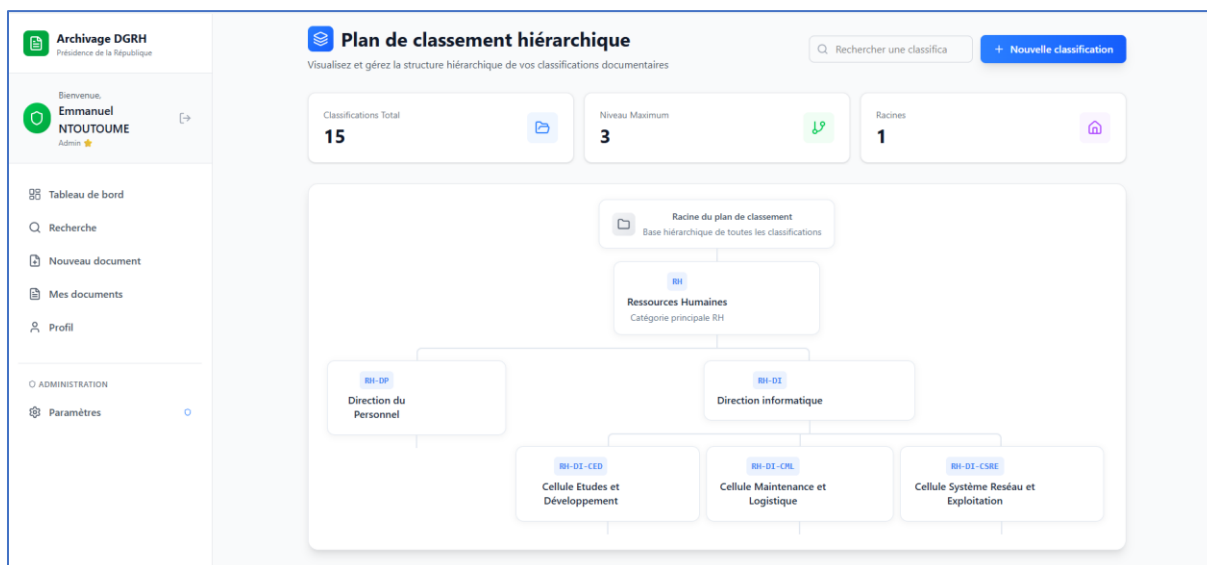 Archivage DGRH
Présidence de la République
Bienvenue,
Emmanuel
NTOUTOUME
Admin
Tableau de bord
Recherche
Nouveau document
Mes documents
Profil
ADMINISTRATION
Paramètres
Plan de classement hiérarchique
Visualisez et gérez la structure hiérarchique de vos classifications documentaires
Rechercher une classifica
+ Nouvelle classification
Classifications Total
15
Niveau Maximum
3
Racines
1
Racine du plan de classement
Base hiérarchique de toutes les classifications
RH
Ressources Humaines
Catégorie principale RH
RH-DP
Direction du
Personnel
RH-DI
Direction informatique
RH-DI-CED
Cellule Etudes et
Développement
RH-DI-CML
Cellule Maintenance et
Logistique
RH-DI-CSRE
Cellule Système Reséau et
Exploitation